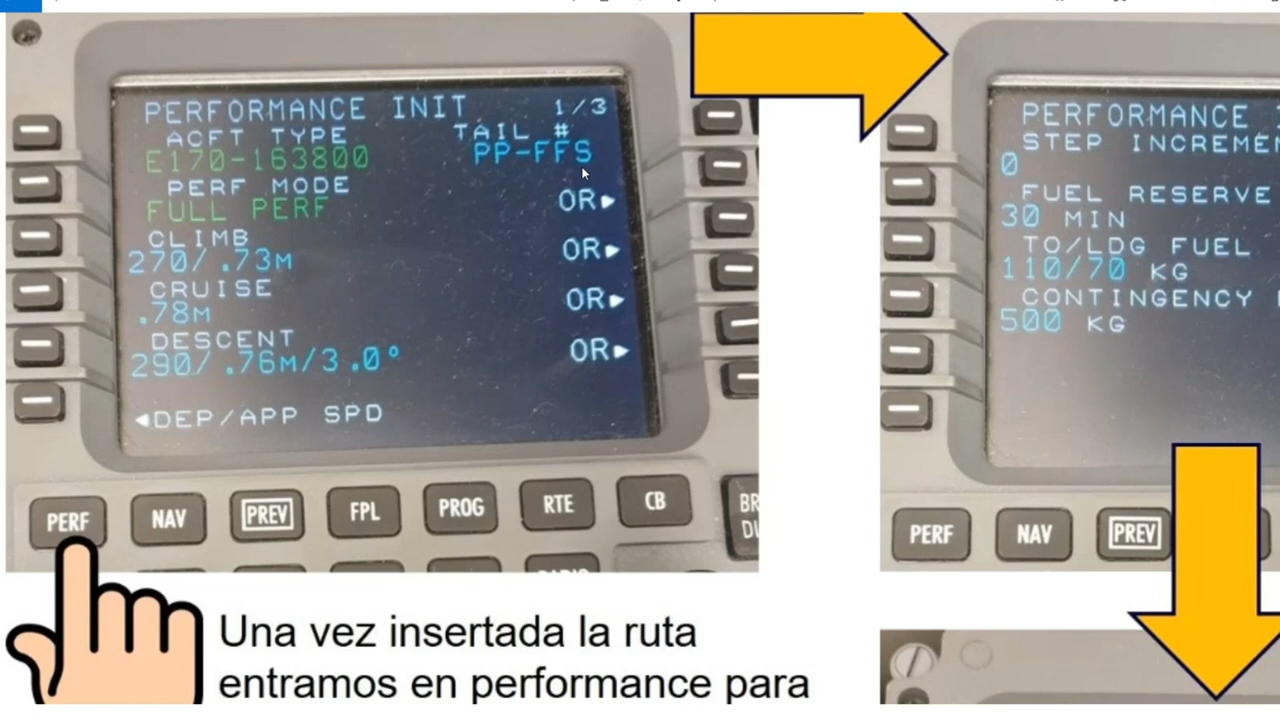 PERFORMANCE INIT 1/3
ACFT TYPE TAIL #
E170-163800 PP-FFS
PERF MODE
FULL PERF OR
CLIMB
270/.73M OR
CRUISE
.78M OR
DESCENT
290/.76M/3.0° OR
DEP/APP SPD
PERF NAV PREV FPL PROG RTE CB
PERFORMANCE
STEP
0
FUEL RESERVE
30 MIN
TO/LDG FUEL
110/70 KG
CONTINGENCY
500 KG
PERF NAV PREV
Una vez insertada la ruta
entramos en performance para